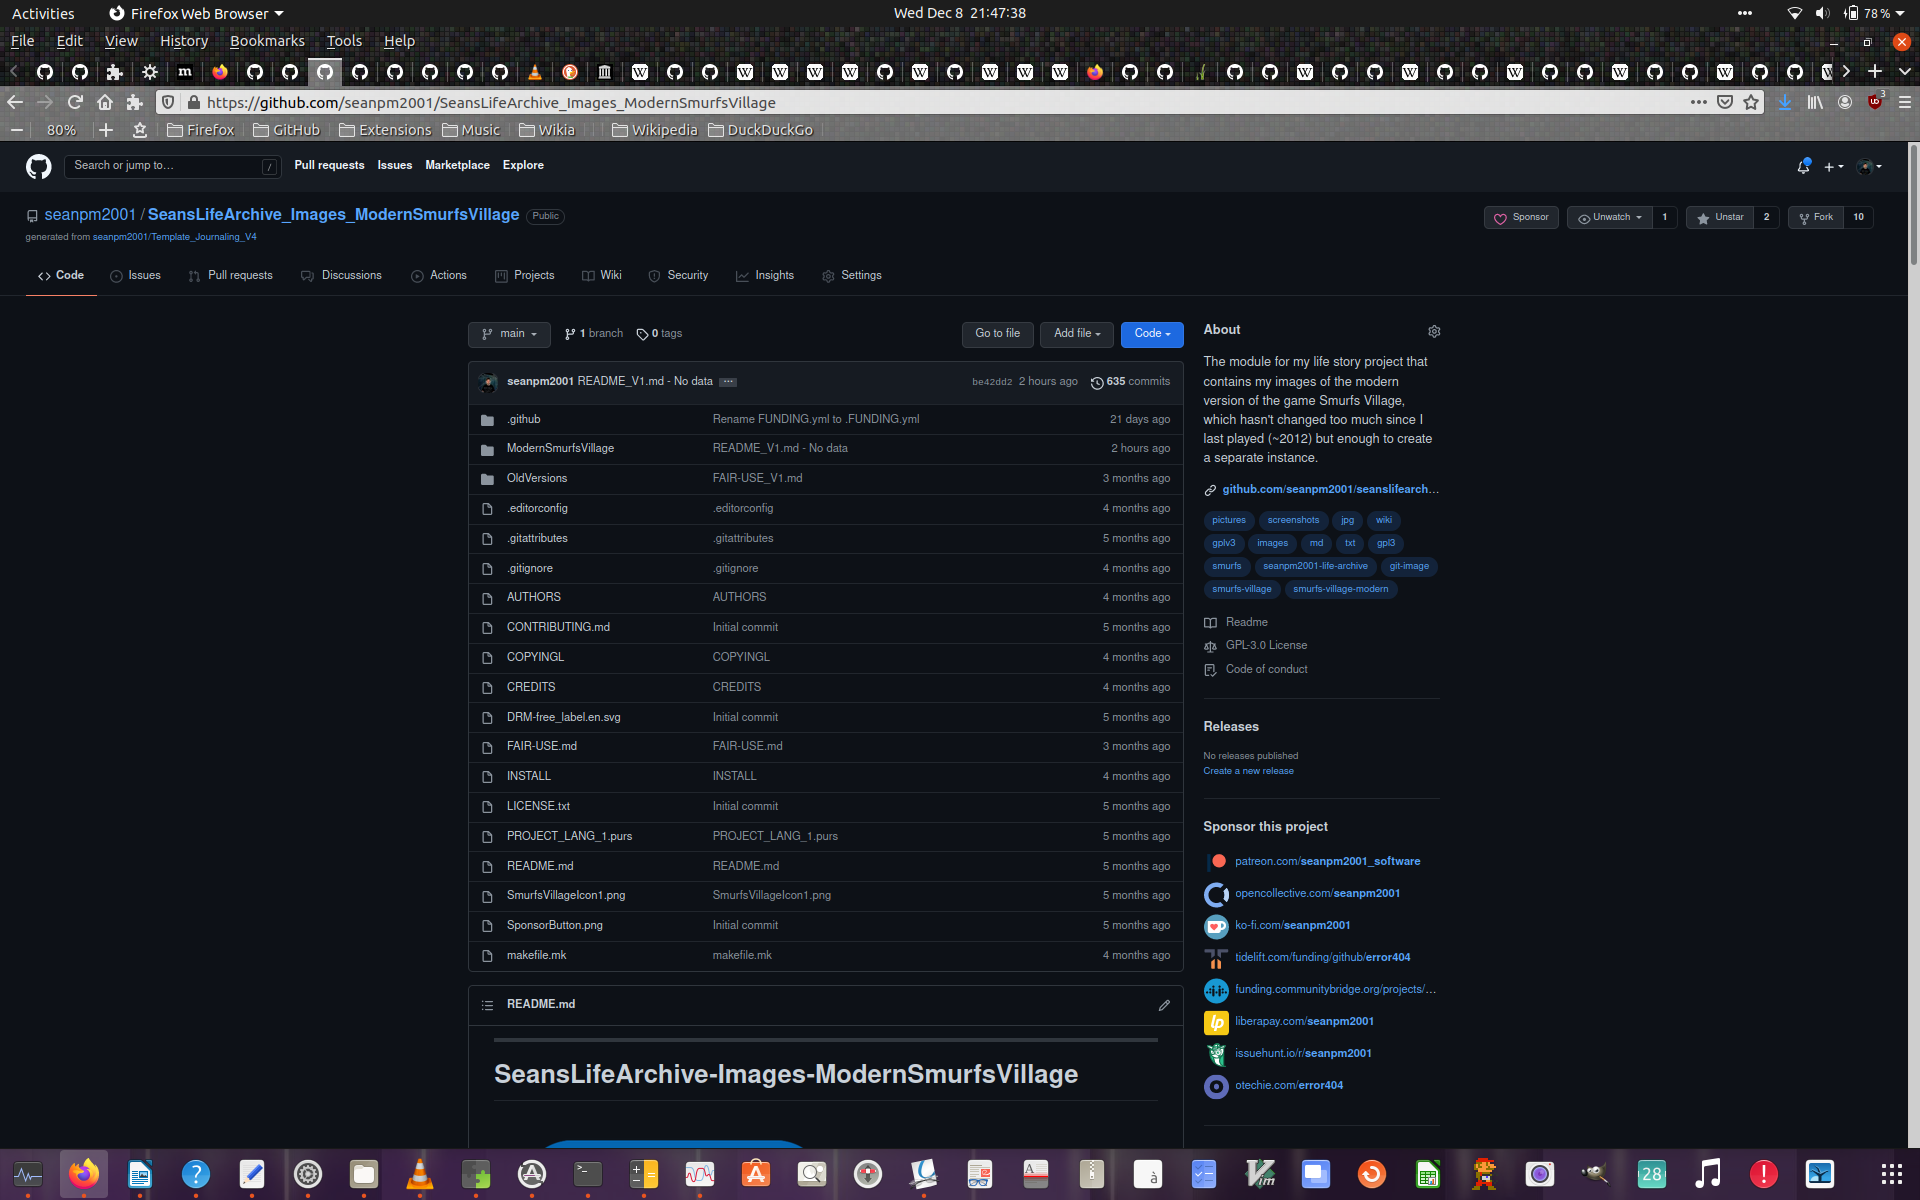 Activities Firefox Web Browser Wed Dec 8 21:47:38 78 %
File Edit View History Bookmarks Tools Help
https://github.com/seanpm2001/SeansLifeArchive_Images_ModernSmurfsVillage 3
80% Firefox GitHub Extensions Music Wikia Wikipedia DuckDuckGo
Search or jump to… / Pull requests Issues Marketplace Explore
seanpm2001 / SeansLifeArchive_Images_ModernSmurfsVillage Public Sponsor Unwatch 1 Unstar 2 Fork 10
generated from seanpm2001/Template_Journaling_V4
Code Issues Pull requests Discussions Actions Projects Wiki Security Insights Settings
main 1 branch 0 tags Go to file Add file Code
seanpm2001 README_V1.md - No data ... be42dd2 2 hours ago 635 commits
.github Rename FUNDING.yml to .FUNDING.yml 21 days ago
ModernSmurfsVillage README_V1.md - No data 2 hours ago
OldVersions FAIR-USE_V1.md 3 months ago
.editorconfig .editorconfig 4 months ago
.gitattributes .gitattributes 5 months ago
.gitignore .gitignore 4 months ago
AUTHORS AUTHORS 4 months ago
CONTRIBUTING.md Initial commit 5 months ago
COPYINGL COPYINGL 4 months ago
CREDITS CREDITS 4 months ago
DRM-free_label.en.svg Initial commit 5 months ago
FAIR-USE.md FAIR-USE.md 3 months ago
INSTALL INSTALL 4 months ago
LICENSE.txt Initial commit 5 months ago
PROJECT_LANG_1.purs PROJECT_LANG_1.purs 5 months ago
README.md README.md 5 months ago
SmurfsVillageIcon1.png SmurfsVillageIcon1.png 5 months ago
SponsorButton.png Initial commit 5 months ago
makefile.mk makefile.mk 4 months ago
README.md
SeansLifeArchive-Images-ModernSmurfsVillage
About
The module for my life story project that
contains my images of the modern
version of the game Smurfs Village,
which hasn't changed too much since I
last played (~2012) but enough to create
a separate instance.
github.com/seanpm2001/seanslifearch…
pictures screenshots jpg wiki
gplv3 images md txt gpl3
smurfs seanpm2001-life-archive git-image
smurfs-village smurfs-village-modern
Readme
GPL-3.0 License
Code of conduct
Releases
No releases published
Create a new release
Sponsor this project
patreon.com/seanpm2001_software
opencollective.com/seanpm2001
ko-fi.com/seanpm2001
tidelift.com/funding/github/error404
funding.communitybridge.org/projects/…
liberapay.com/seanpm2001
issuehunt.io/r/seanpm2001
otechie.com/error404
28